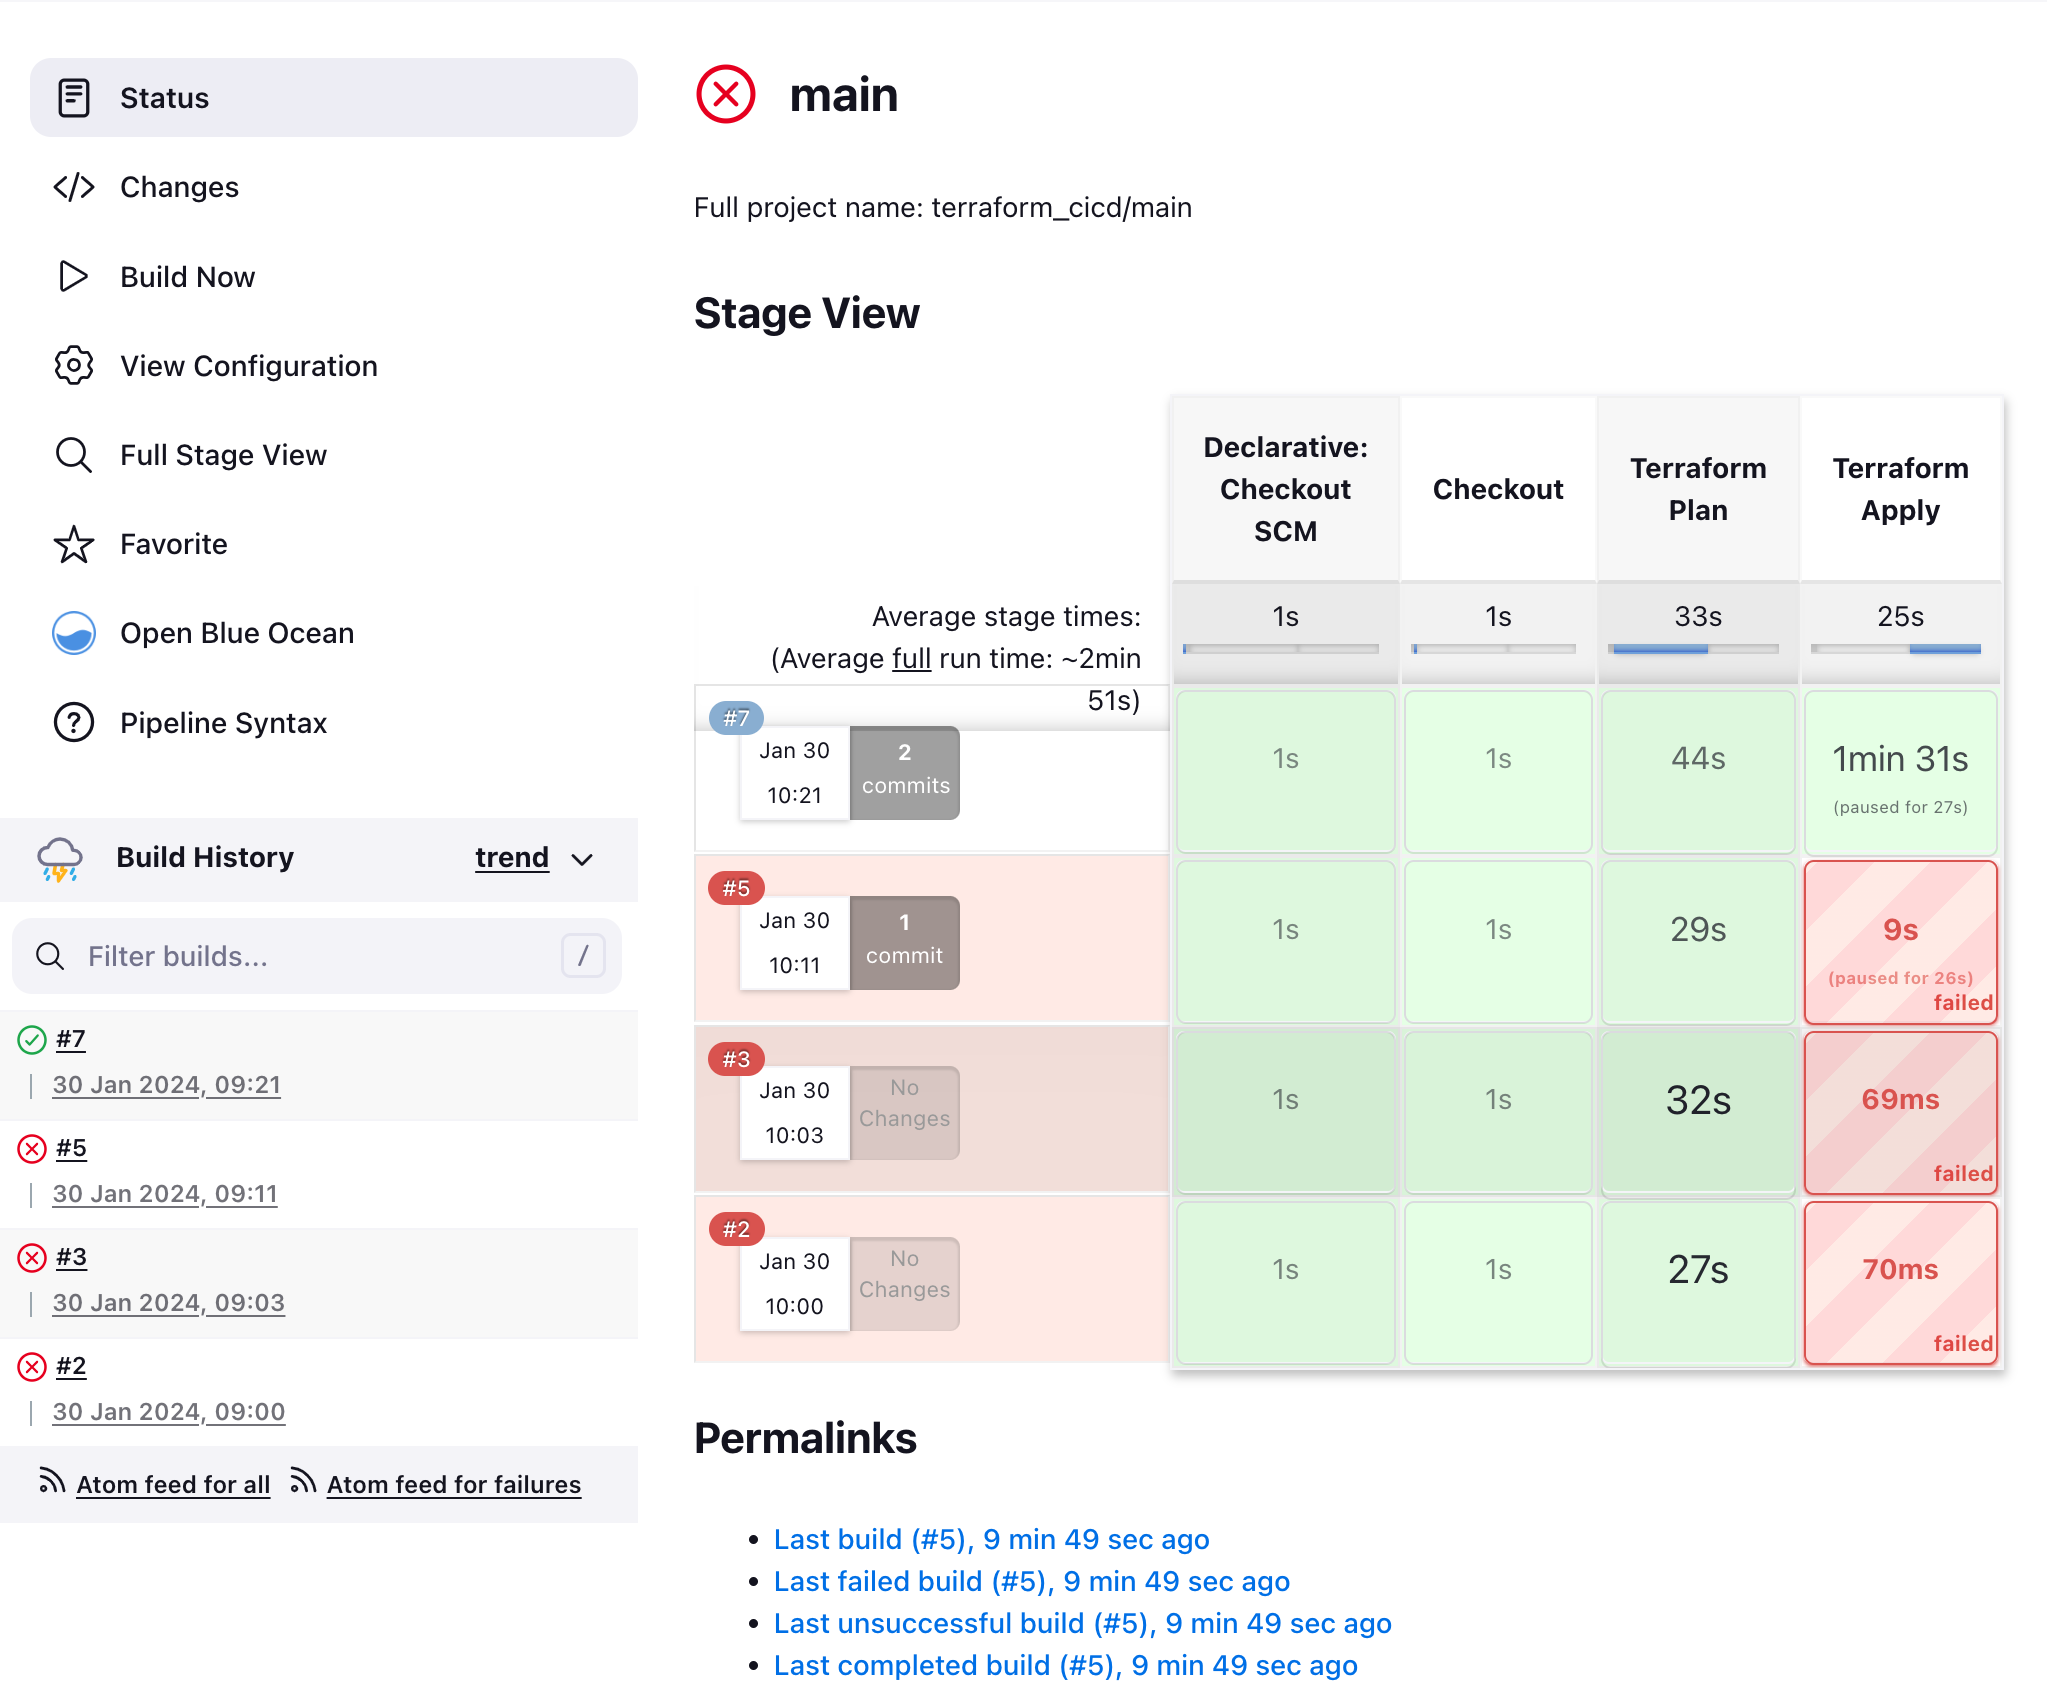 Status
Changes
Build Now
View Configuration
Full Stage View
Favorite
Open Blue Ocean
Pipeline Syntax
Build History
trend
Filter builds...
/
#7
30 Jan 2024, 09:21
#5
30 Jan 2024, 09:11
#3
30 Jan 2024, 09:03
#2
30 Jan 2024, 09:00
Atom feed for all
Atom feed for failures
main
Full project name: terraform_cicd/main
Stage View
Declarative:
Checkout
SCM
Checkout
Terraform
Plan
Terraform
Apply
Average stage times:
(Average full run time: ~2min
51s)
1s
1s
33s
25s
#7
Jan 30
10:21
2
commits
1s
1s
44s
1min 31s
(paused for 27s)
#5
Jan 30
10:11
1
commit
1s
1s
29s
9s
(paused for 26s)
failed
#3
Jan 30
10:03
No
Changes
1s
1s
32s
69ms
failed
#2
Jan 30
10:00
No
Changes
1s
1s
27s
70ms
failed
Permalinks
Last build (#5), 9 min 49 sec ago
Last failed build (#5), 9 min 49 sec ago
Last unsuccessful build (#5), 9 min 49 sec ago
Last completed build (#5), 9 min 49 sec ago